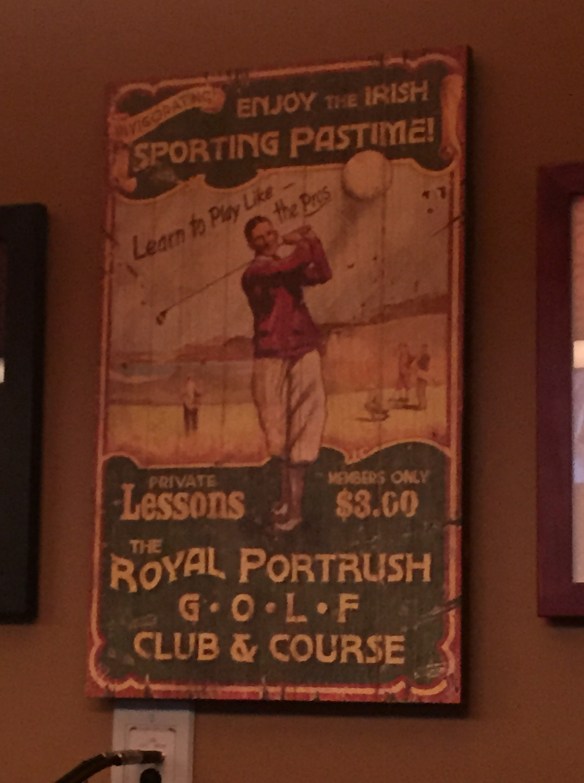 INVIGORATING!
ENJOY THE IRISH
SPORTING PASTIME!
Learn to Play Like
the Pros
PRIVATE
Lessons
MEMBERS ONLY
$3.00
THE
ROYAL PORTRUSH
G·O·L·F
CLUB & COURSE